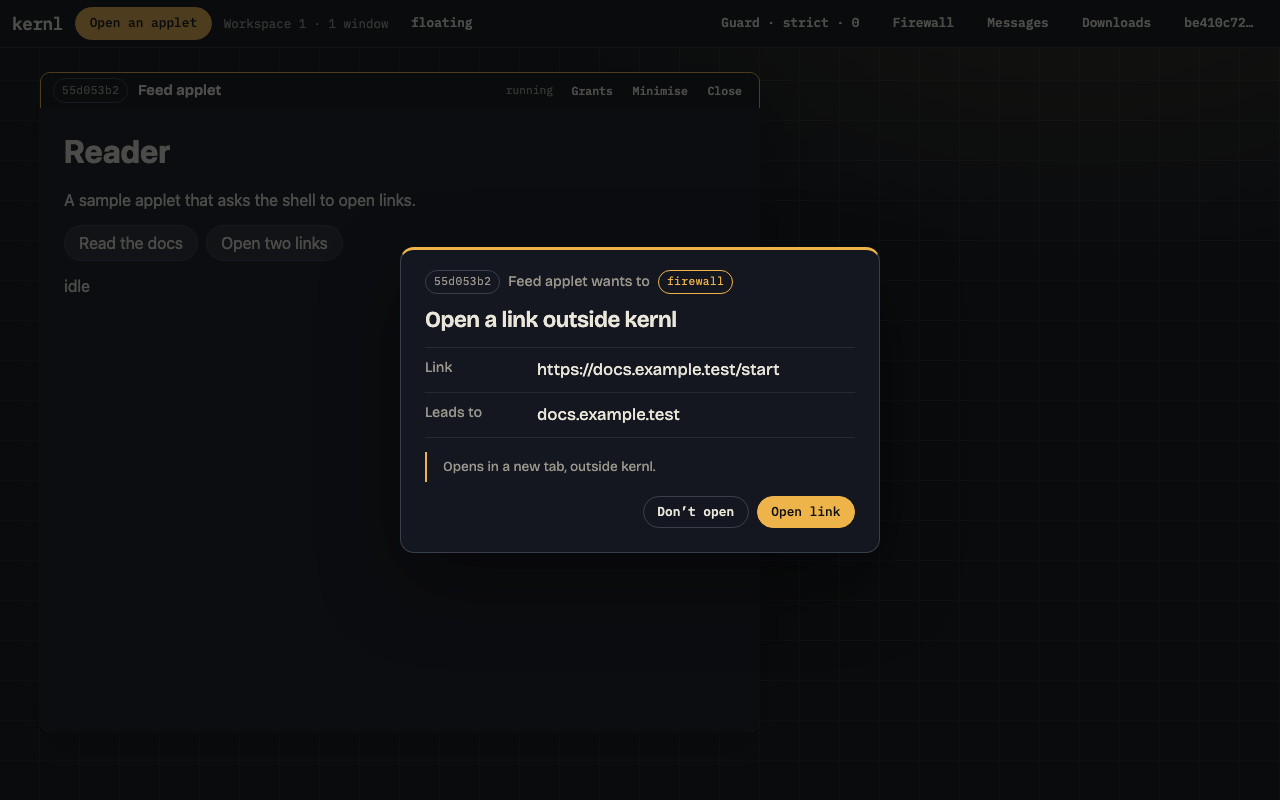 kernl Open an applet Workspace 1 · 1 window floating Guard · strict · 0 Firewall Messages Downloads be410c72…
55d053b2 Feed applet running Grants Minimise Close
Reader
A sample applet that asks the shell to open links.
Read the docs Open two links
idle
55d053b2 Feed applet wants to firewall
Open a link outside kernl
Link https://docs.example.test/start
Leads to docs.example.test
Opens in a new tab, outside kernl.
Don’t open Open link